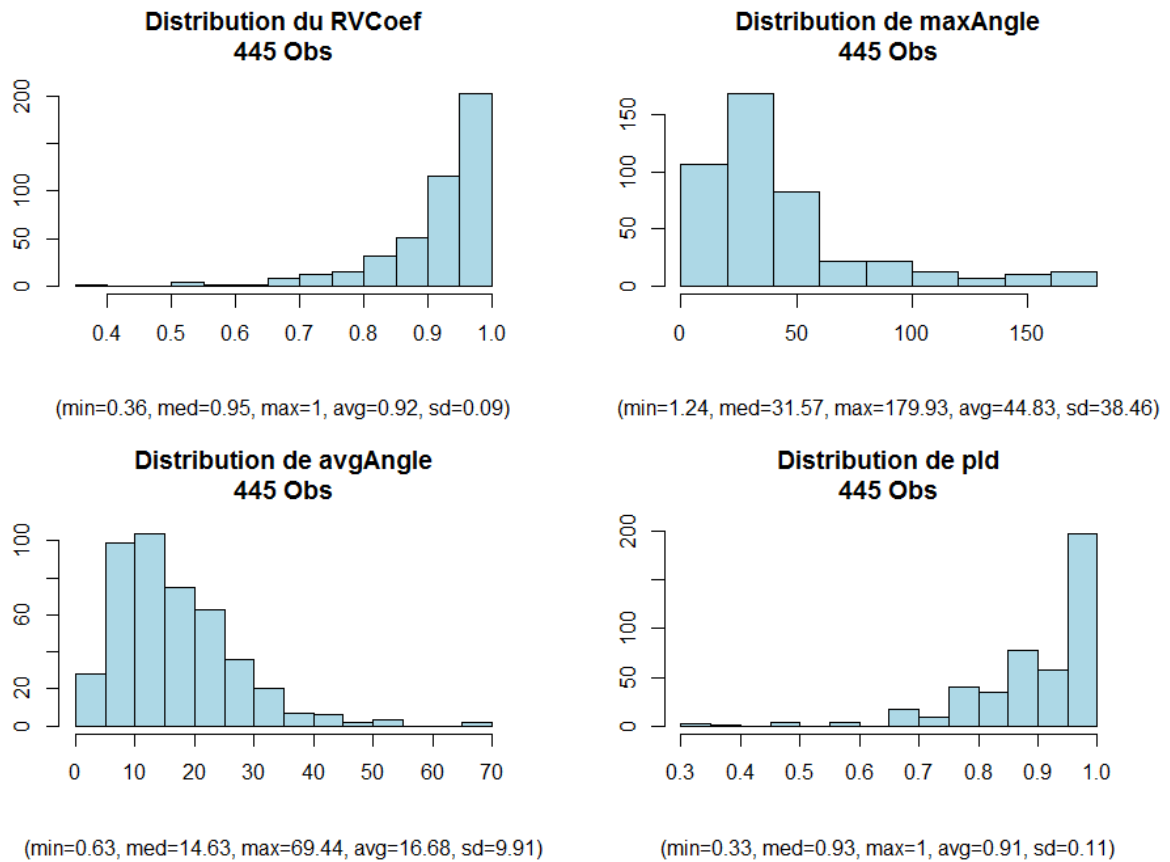 Distribution du RVCoef
445 Obs
200
100
50
0
0.4 0.5 0.6 0.7 0.8 0.9 1.0
(min=0.36, med=0.95, max=1, avg=0.92, sd=0.09)
Distribution de maxAngle
445 Obs
150
100
50
0
0 50 100 150
(min=1.24, med=31.57, max=179.93, avg=44.83, sd=38.46)
Distribution de avgAngle
445 Obs
100
60
20
0
0 10 20 30 40 50 60 70
(min=0.63, med=14.63, max=69.44, avg=16.68, sd=9.91)
Distribution de pId
445 Obs
200
100
50
0
0.3 0.4 0.5 0.6 0.7 0.8 0.9 1.0
(min=0.33, med=0.93, max=1, avg=0.91, sd=0.11)